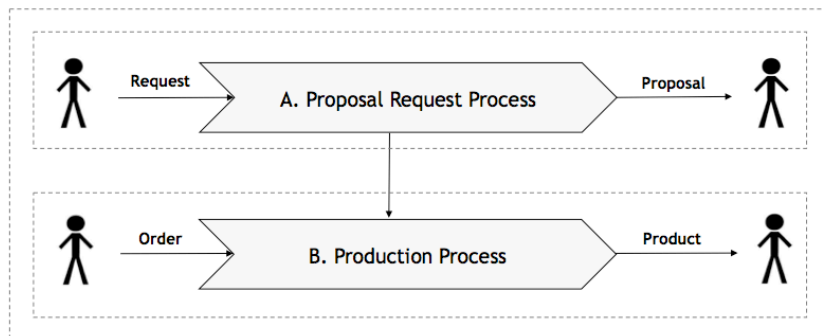 Request
A. Proposal Request Process
Proposal
Order
B. Production Process
Product